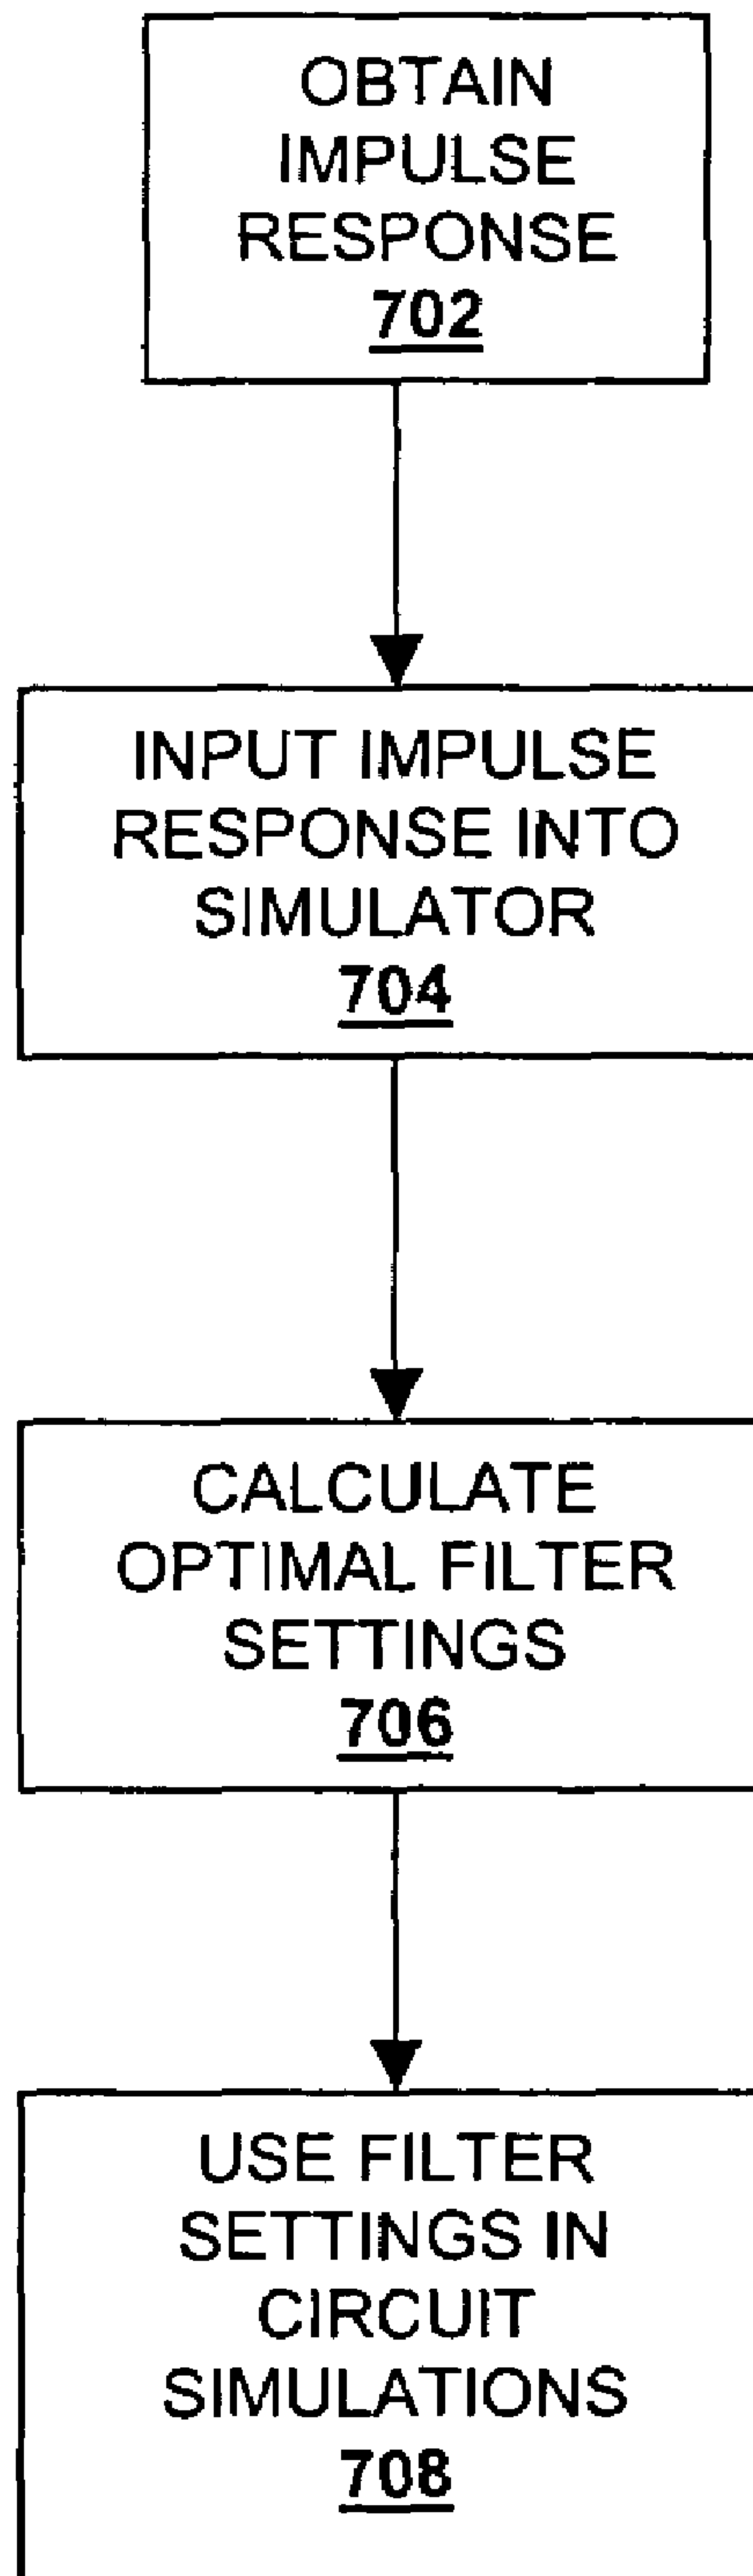 OBTAIN
IMPULSE
RESPONSE
702
INPUT IMPULSE
RESPONSE INTO
SIMULATOR
704
CALCULATE
OPTIMAL FILTER
SETTINGS
706
USE FILTER
SETTINGS IN
CIRCUIT
SIMULATIONS
708